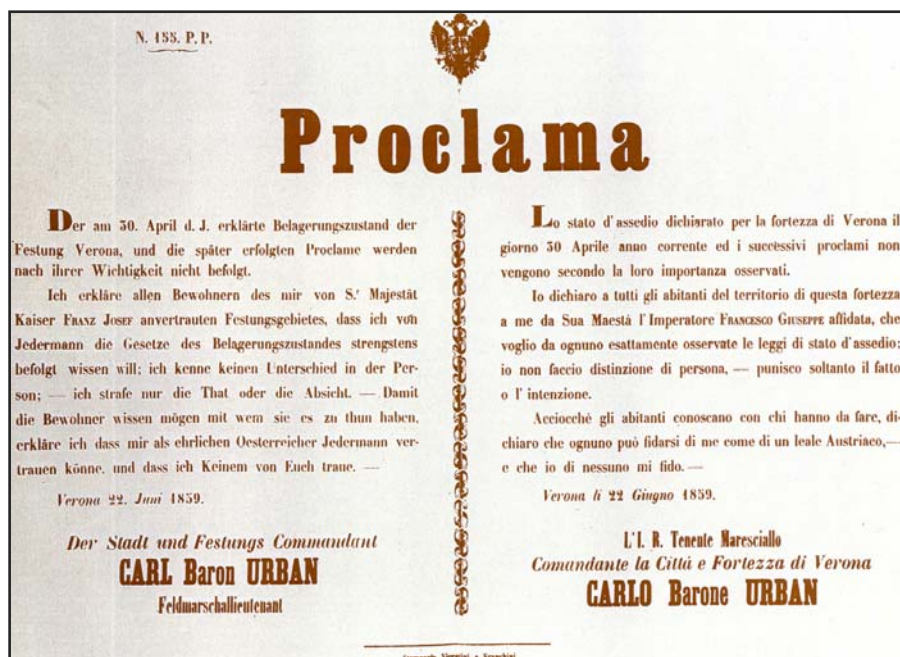 N. 155. P. P.
Proclama
Der am 30. April d. J. erklärte Belagerungszustand der
Festung Verona, und die später erfolgten Proclame werden
nach ihrer Wichtigkeit nicht befolgt.
Ich erkläre allen Bewohnern des mir von S.r Majestät
Kaiser FRANZ JOSEF anvertrauten Festungsgebietes, dass ich von
Jedermann die Gesetze des Belagerungszustandes strengstens
befolgt wissen will; ich kenne keinen Unterschied in der Per-
son; — ich strafe nur die That oder die Absicht. — Damit
die Bewohner wissen mögen mit wem sie es zu thun haben,
erkläre ich dass mir als ehrlichen Oesterreicher Jedermann ver-
trauen könne, und dass ich Keinem von Euch traue. —
Verona 22. Juni 1859.
Der Stadt und Festungs Commandant
CARL Baron URBAN
Feldmarschallieutenant
Lo stato d'assedio dichiarato per la fortezza di Verona il
giorno 30 Aprile anno corrente ed i successivi proclami non
vengono secondo la loro importanza osservati.
Io dichiaro a tutti gli abitanti del territorio di questa fortezza
a me da Sua Maestà l'Imperatore FRANCESCO GIUSEPPE affidata, che
voglio da ognuno esattamente osservate le leggi di stato d'assedio;
io non faccio distinzione di persona, — punisco soltanto il fatto
o l'intenzione.
Acciocché gli abitanti conoscano con chi hanno da fare, di-
chiaro che ognuno può fidarsi di me come di un leale Austriaco,—
e che io di nessuno mi fido. —
Verona li 22 Giugno 1859.
L'I. R. Tenente Maresciallo
Comandante la Città e Fortezza di Verona
CARLO Barone URBAN